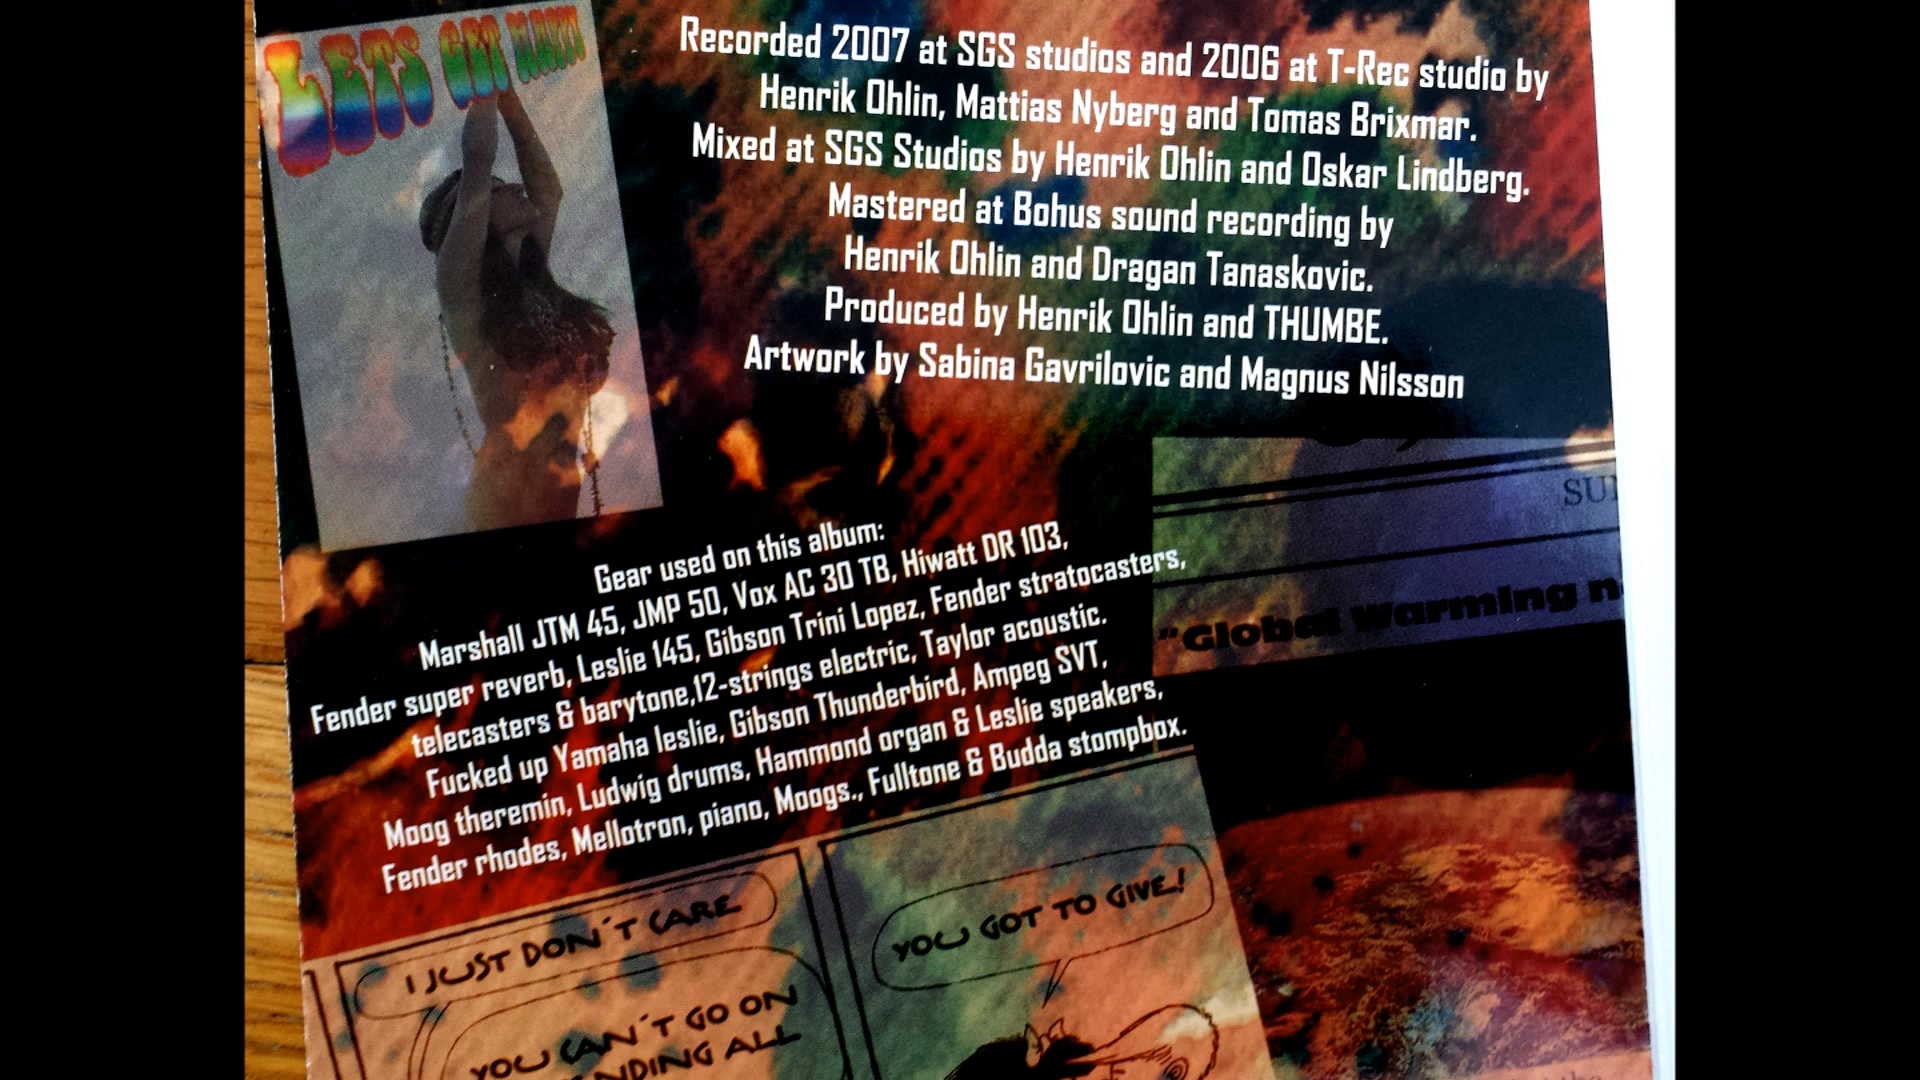 LETS GET
Recorded 2007 at SGS studios and 2006 at T-Rec studio by
Henrik Ohlin, Mattias Nyberg and Tomas Brixmar.
Mixed at SGS Studios by Henrik Ohlin and Oskar Lindberg.
Mastered at Bohus sound recording by
Henrik Ohlin and Dragan Tanaskovic.
Produced by Henrik Ohlin and THUMBE.
Artwork by Sabina Gavrilovic and Magnus Nilsson
"Global Warming
Gear used on this album:
Marshall JTM 45, JMP 50, Vox AC 30 TB, Hiwatt DR 103,
Fender super reverb, Leslie 145, Gibson Trini Lopez, Fender stratocasters,
telecasters & barytone,12-strings electric, Taylor acoustic.
Fucked up Yamaha leslie, Gibson Thunderbird, Ampeg SVT,
Moog theremin, Ludwig drums, Hammond organ & Leslie speakers,
Fender rhodes, Mellotron, piano, Moogs., Fulltone & Budda stompbox.
I JUST DON'T CARE
YOU CAN'T GO ON
NDING ALL
YOU GOT TO GIVE!